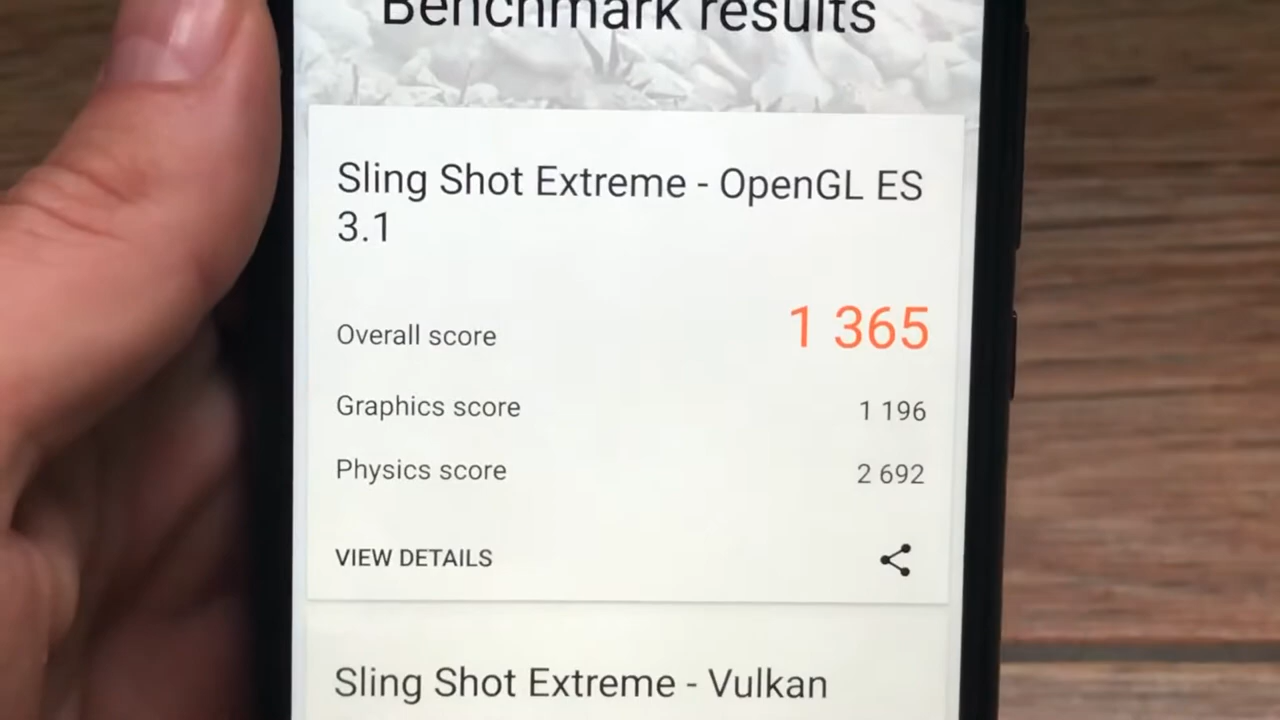 Benchmark results
Sling Shot Extreme - OpenGL ES
3.1
Overall score 1 365
Graphics score 1 196
Physics score 2 692
VIEW DETAILS
Sling Shot Extreme - Vulkan